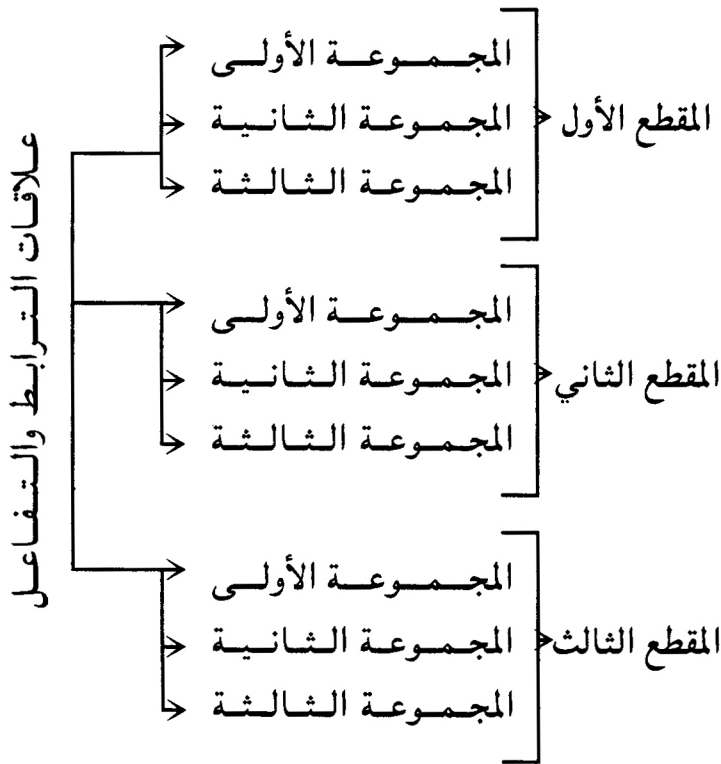 المجموعة الأولى
المجموعة الثانية
المقطع الأول
المجموعة الثالثة
المجموعة الأولى
المجموعة الثانية
المقطع الثاني
المجموعة الثالثة
المجموعة الأولى
المجموعة الثانية
المقطع الثالث
المجموعة الثالثة
علاقات الترابط والتفاعل